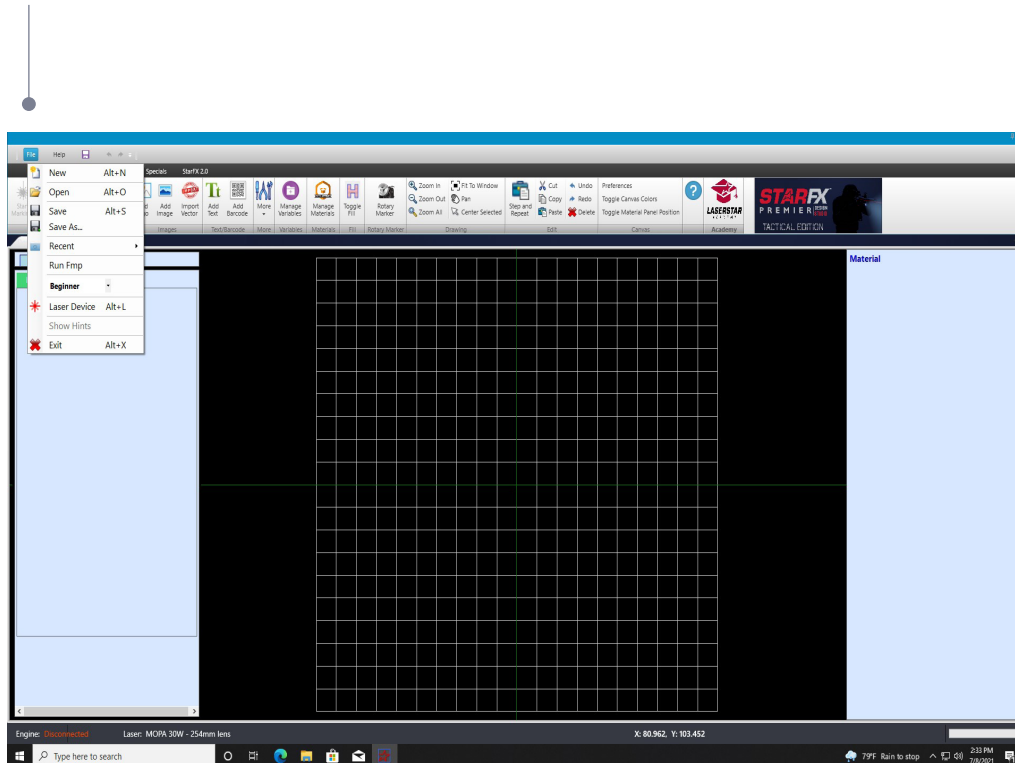 File Help
New Alt+N
Open Alt+O
Save Alt+S
Save As...
Recent
Run Fmp
Beginner
Laser Device Alt+L
Show Hints
Exit Alt+X
Specials StarFX 2.0
Add Image
Import Vector
Images
Add Text
Add Barcode
Text/Barcode
More
More
Manage Variables
Variables
Manage Materials
Materials
Toggle Fill
Fill
Rotary Marker
Rotary Marker
Zoom In Fit To Window
Zoom Out Pan
Zoom All Center Selected
Drawing
Step and Repeat
Cut Undo
Copy Redo
Paste Delete
Edit
Preferences
Toggle Canvas Colors
Toggle Material Panel Position
Canvas
LASERSTAR
Academy
STARFX
PREMIER
TACTICAL EDITION
Material
Engine: Disconnected Laser: MOPA 30W - 254mm lens X: 80.962, Y: 103.452
Type here to search
79°F Rain to stop
2:33 PM
7/8/2021